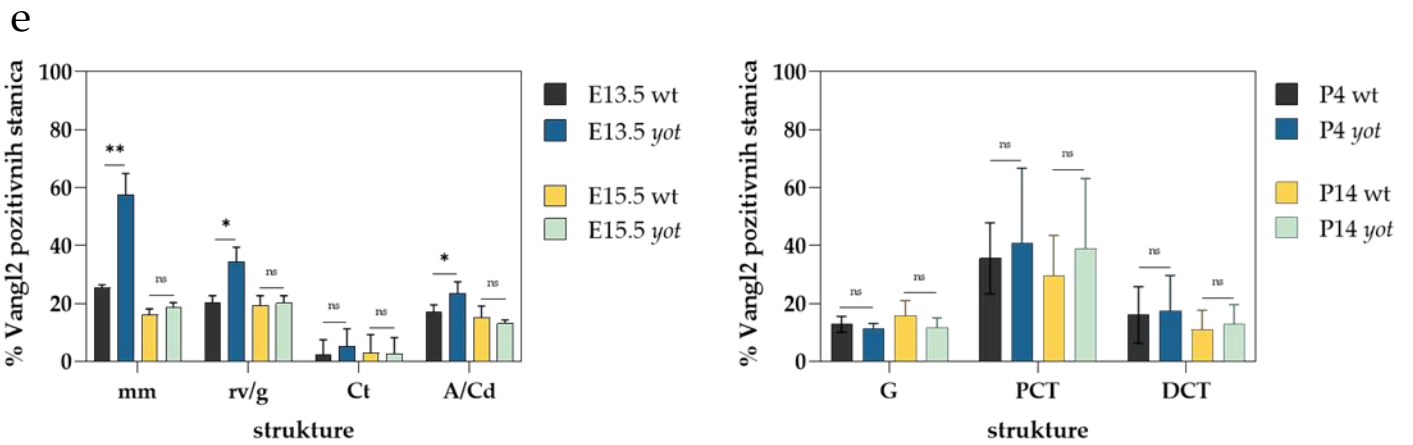 e
% Vangl2 pozitivnih stanica
100
80
60
40
20
0
**
ns
*
ns
ns
ns
*
ns
mm rv/g Ct A/Cd
strukture
E13.5 wt
E13.5 yot
E15.5 wt
E15.5 yot
% Vangl2 pozitivnih stanica
100
80
60
40
20
0
ns
ns
ns
ns
ns
ns
G PCT DCT
strukture
P4 wt
P4 yot
P14 wt
P14 yot